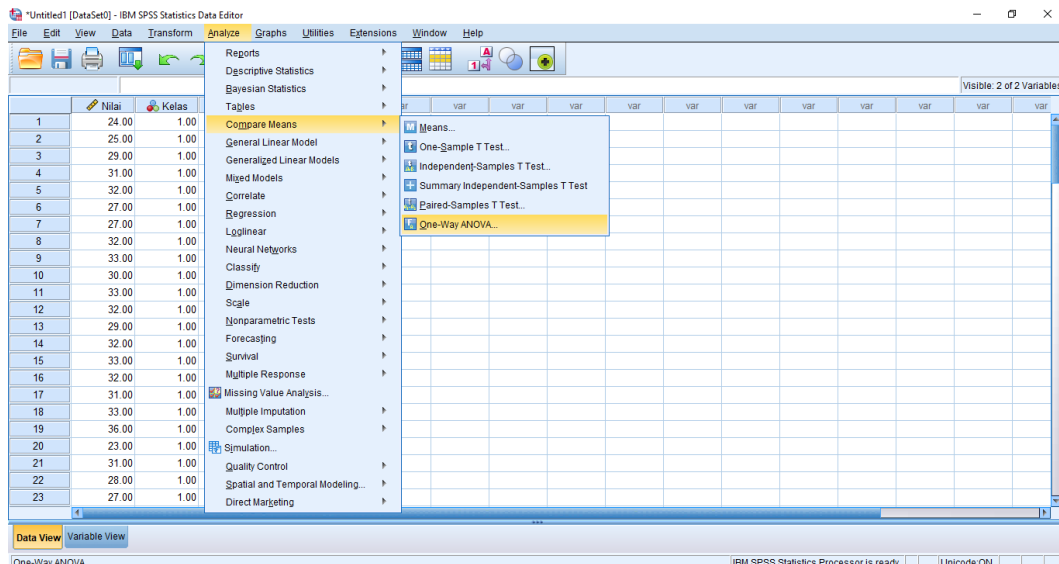 *Untitled1 [DataSet0] - IBM SPSS Statistics Data Editor
File Edit View Data Transform Analyze Graphs Utilities Extensions Window Help
Visible: 2 of 2 Variables
Nilai Kelas var var var var var var var var var var var
1 24.00 1.00
2 25.00 1.00
3 29.00 1.00
4 31.00 1.00
5 32.00 1.00
6 27.00 1.00
7 27.00 1.00
8 32.00 1.00
9 33.00 1.00
10 30.00 1.00
11 33.00 1.00
12 32.00 1.00
13 29.00 1.00
14 32.00 1.00
15 33.00 1.00
16 32.00 1.00
17 31.00 1.00
18 33.00 1.00
19 36.00 1.00
20 23.00 1.00
21 31.00 1.00
22 28.00 1.00
23 27.00 1.00
Reports
Descriptive Statistics
Bayesian Statistics
Tables
Compare Means
General Linear Model
Generalized Linear Models
Mixed Models
Correlate
Regression
Loglinear
Neural Networks
Classify
Dimension Reduction
Scale
Nonparametric Tests
Forecasting
Survival
Multiple Response
Missing Value Analysis...
Multiple Imputation
Complex Samples
Simulation...
Quality Control
Spatial and Temporal Modeling...
Direct Marketing
Means...
One-Sample T Test...
Independent-Samples T Test...
Summary Independent-Samples T Test
Paired-Samples T Test...
One-Way ANOVA...
Data View Variable View
One-Way ANOVA IBM SPSS Statistics Processor is ready Unicode:ON